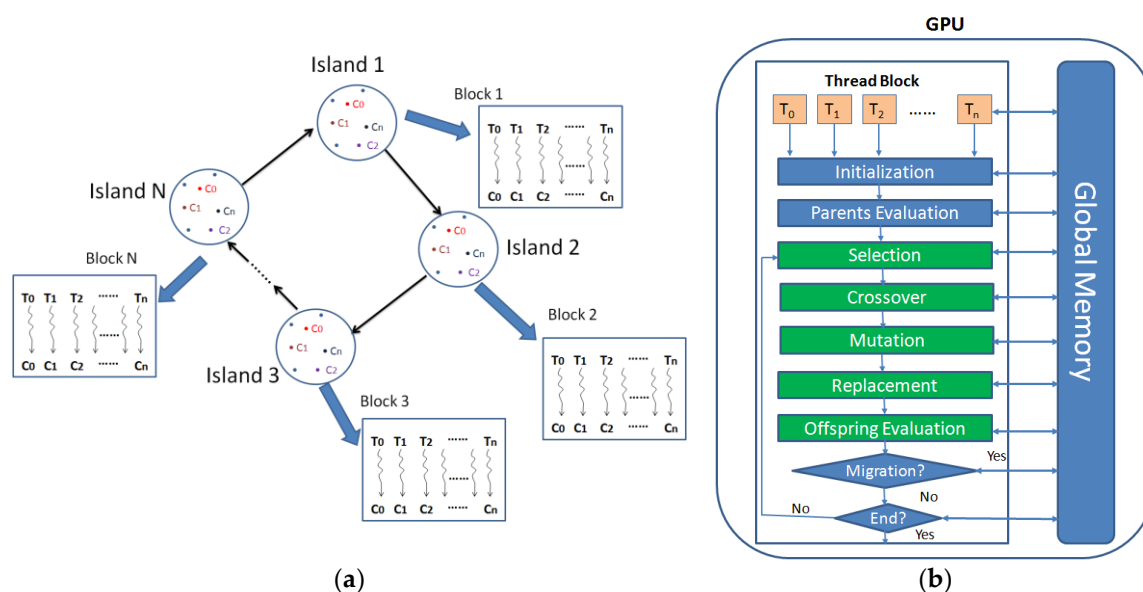 Island 1
C0
C1
Cn
C2
Block 1
T0 T1 T2 ...... Tn
......
C0 C1 C2 ...... Cn
Island N
C0
C1
Cn
C2
Block N
T0 T1 T2 ...... Tn
......
C0 C1 C2 ...... Cn
Island 2
C0
C1
Cn
C2
Block 2
T0 T1 T2 ...... Tn
......
C0 C1 C2 ...... Cn
Island 3
C0
C1
Cn
C2
Block 3
T0 T1 T2 ...... Tn
......
C0 C1 C2 ...... Cn
(a)
GPU
Thread Block
T0 T1 T2 ...... Tn
Initialization
Parents Evaluation
Selection
Crossover
Mutation
Replacement
Offspring Evaluation
Migration?
Yes
No
End?
No
Yes
Global Memory
(b)